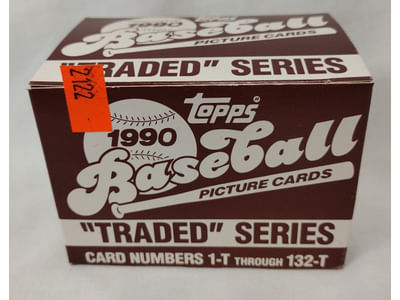 topps
1990
Baseball
PICTURE CARDS
"TRADED" SERIES
2122
topps®
1990
Baseball
PICTURE CARDS
"TRADED" SERIES
CARD NUMBERS 1-T THROUGH 132-T